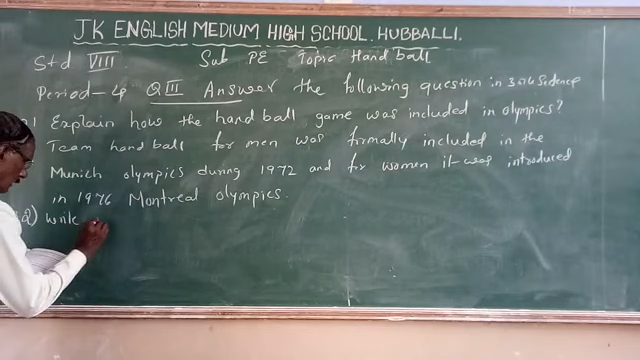 JK ENGLISH MEDIUM HIGH SCHOOL. HUBBALLI.
Std VIII Sub PE Topic Hand ball
Period-4 QIII Answer the following question in 3 or 4 Sentence
Q1 Explain how the hand ball game was included in olympics?
Team hand ball for men was formally included in the
Munich olympics during 1972 and for women it was introduced
in 1976 Montreal olympics.
2) Write